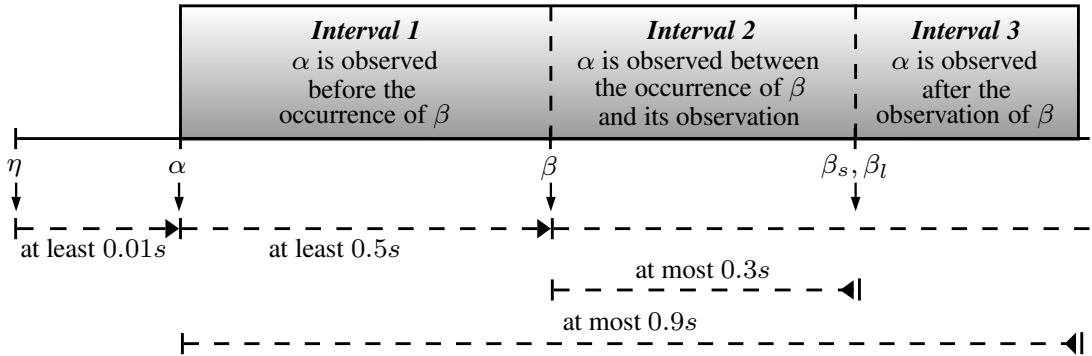 Interval 1 Interval 2 Interval 3
α is observed α is observed between α is observed
before the the occurrence of β after the
occurrence of β and its observation observation of β
η α β βs, βl
at least 0.01s at least 0.5s
at most 0.3s
at most 0.9s